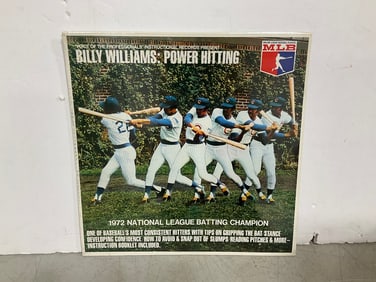 "VOICE OF THE PROFESSIONALS" INSTRUCTIONAL RECORDS PRESENT
BILLY WILLIAMS: POWER HITTING
MLB
1972 NATIONAL LEAGUE BATTING CHAMPION
ONE OF BASEBALL'S MOST CONSISTENT HITTERS WITH TIPS ON GRIPPING THE BAT·STANCE
DEVELOPING CONFIDENCE·HOW TO AVOID & SNAP OUT OF SLUMPS·READING PITCHES & MORE-
INSTRUCTION BOOKLET INCLUDED.